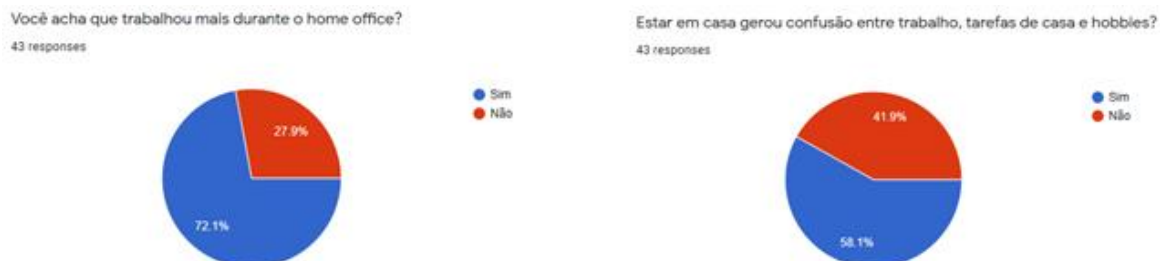 Você acha que trabalhou mais durante o home office?
43 responses
Sim
Não
27.9%
72.1%
Estar em casa gerou confusão entre trabalho, tarefas de casa e hobbies?
43 responses
Sim
Não
41.9%
58.1%